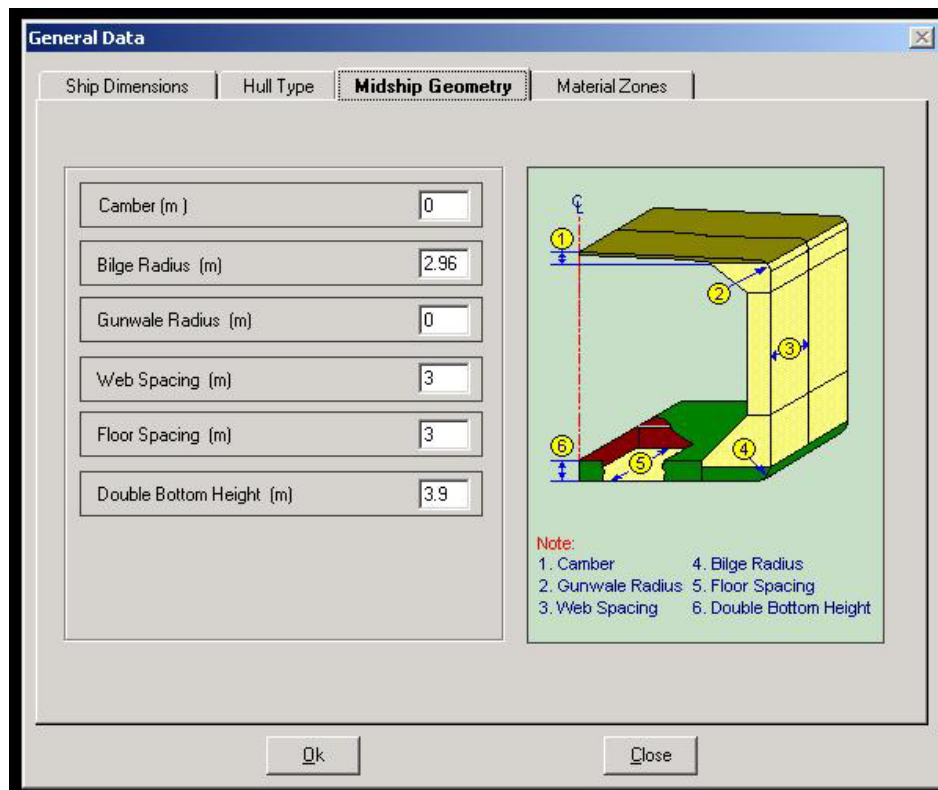 General Data
Ship Dimensions Hull Type Midship Geometry Material Zones
Camber (m ) 0
Bilge Radius (m) 2.96
Gunwale Radius (m) 0
Web Spacing (m) 3
Floor Spacing (m) 3
Double Bottom Height (m) 3.9
℄
1
2
3
4
5
6
Note:
1. Camber 4. Bilge Radius
2. Gunwale Radius 5. Floor Spacing
3. Web Spacing 6. Double Bottom Height
Ok Close